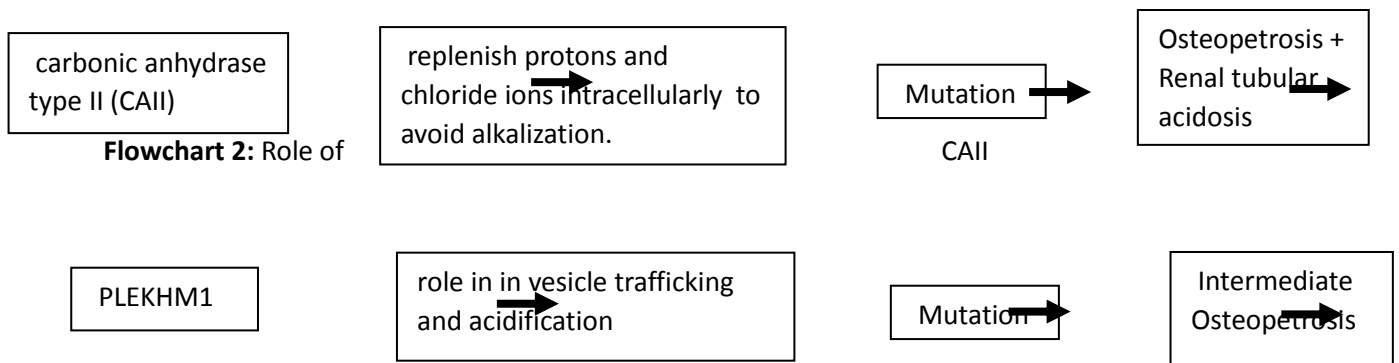 carbonic anhydrase
type II (CAII)
replenish protons and
chloride ions intracellularly to
avoid alkalization.
Mutation
Osteopetrosis +
Renal tubular
acidosis
Flowchart 2: Role of CAII
PLEKHM1
role in in vesicle trafficking
and acidification
Mutation
Intermediate
Osteopetrosis